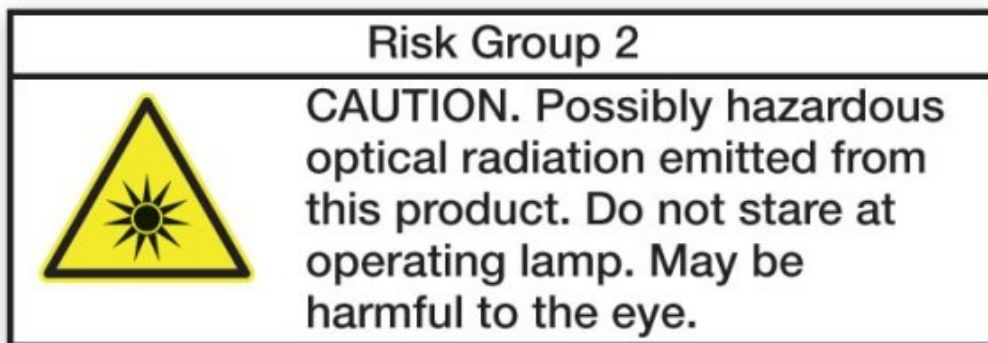 Risk Group 2
CAUTION. Possibly hazardous
optical radiation emitted from
this product. Do not stare at
operating lamp. May be
harmful to the eye.